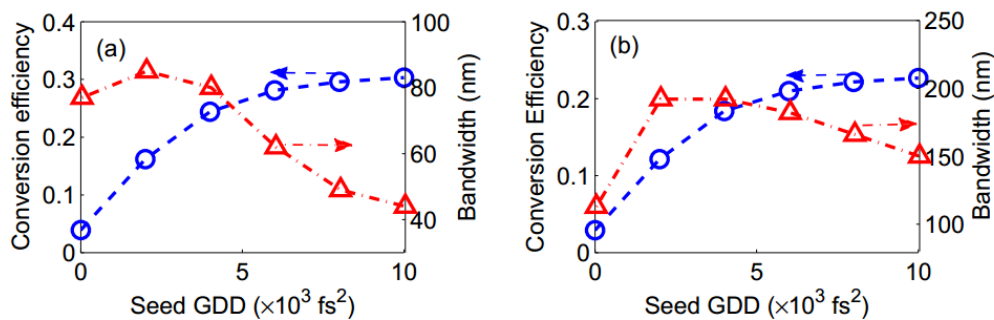 (a)
Conversion efficiency
0.4
0.3
0.2
0.1
0
100
80
60
40
Bandwidth (nm)
0
5
10
Seed GDD (×10³ fs²)
(b)
Conversion Efficiency
0.3
0.2
0.1
0
250
200
150
100
Bandwidth (nm)
0
5
10
Seed GDD (×10³ fs²)